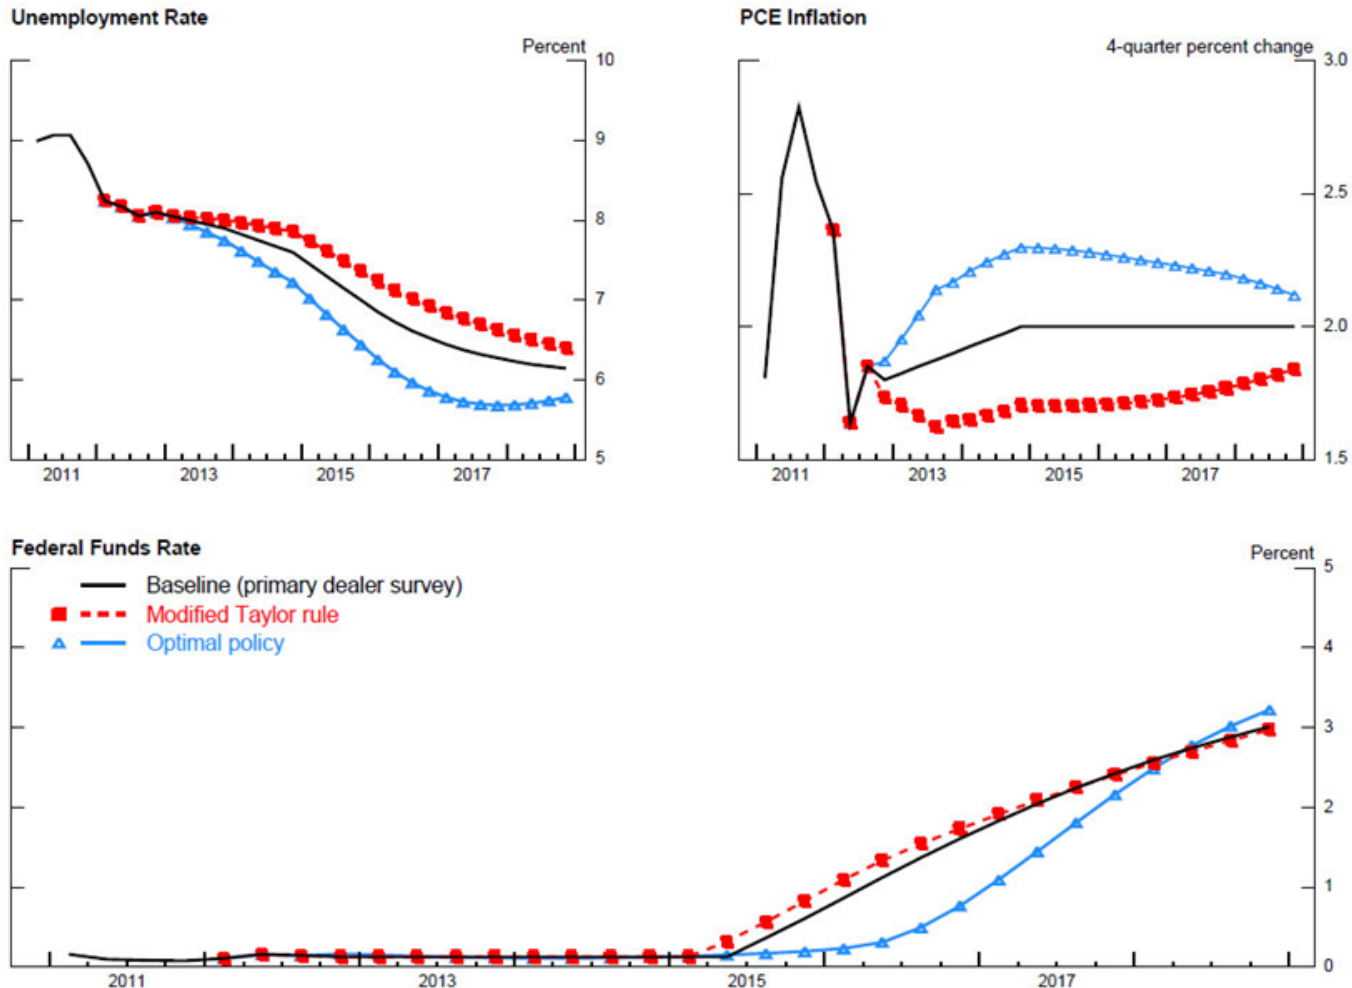 Unemployment Rate
Percent
10
9
8
7
6
5
2011 2013 2015 2017
PCE Inflation
4-quarter percent change
3.0
2.5
2.0
1.5
2011 2013 2015 2017
Federal Funds Rate
Percent
Baseline (primary dealer survey)
Modified Taylor rule
Optimal policy
5
4
3
2
1
0
2011 2013 2015 2017